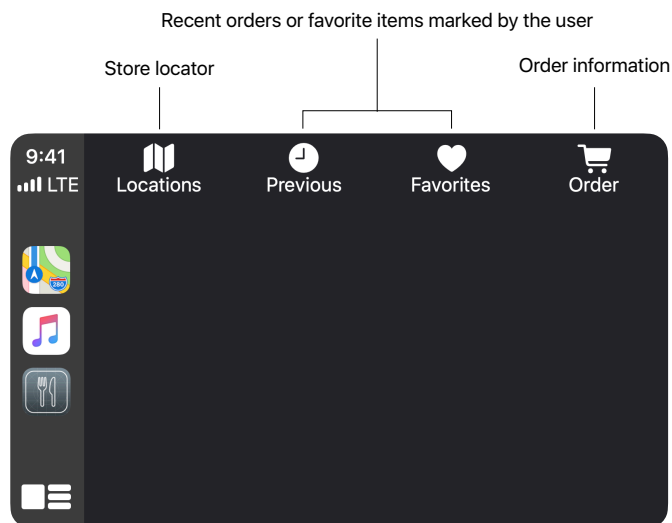 Recent orders or favorite items marked by the user
Store locator
Order information
9:41
LTE
Locations
Previous
Favorites
Order
280